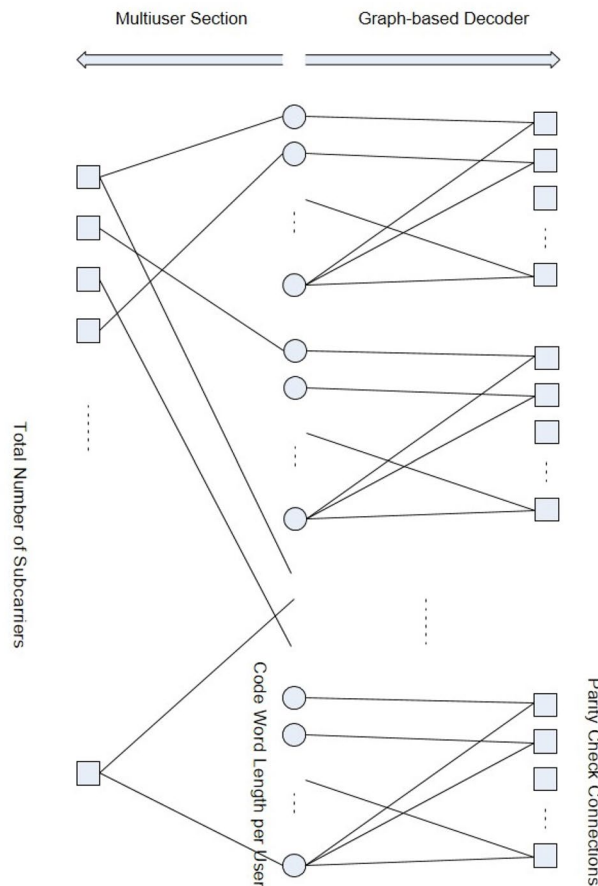 Multiuser Section
Graph-based Decoder
Total Number of Subcarriers
Code Word Length per User
Parity Check Connections